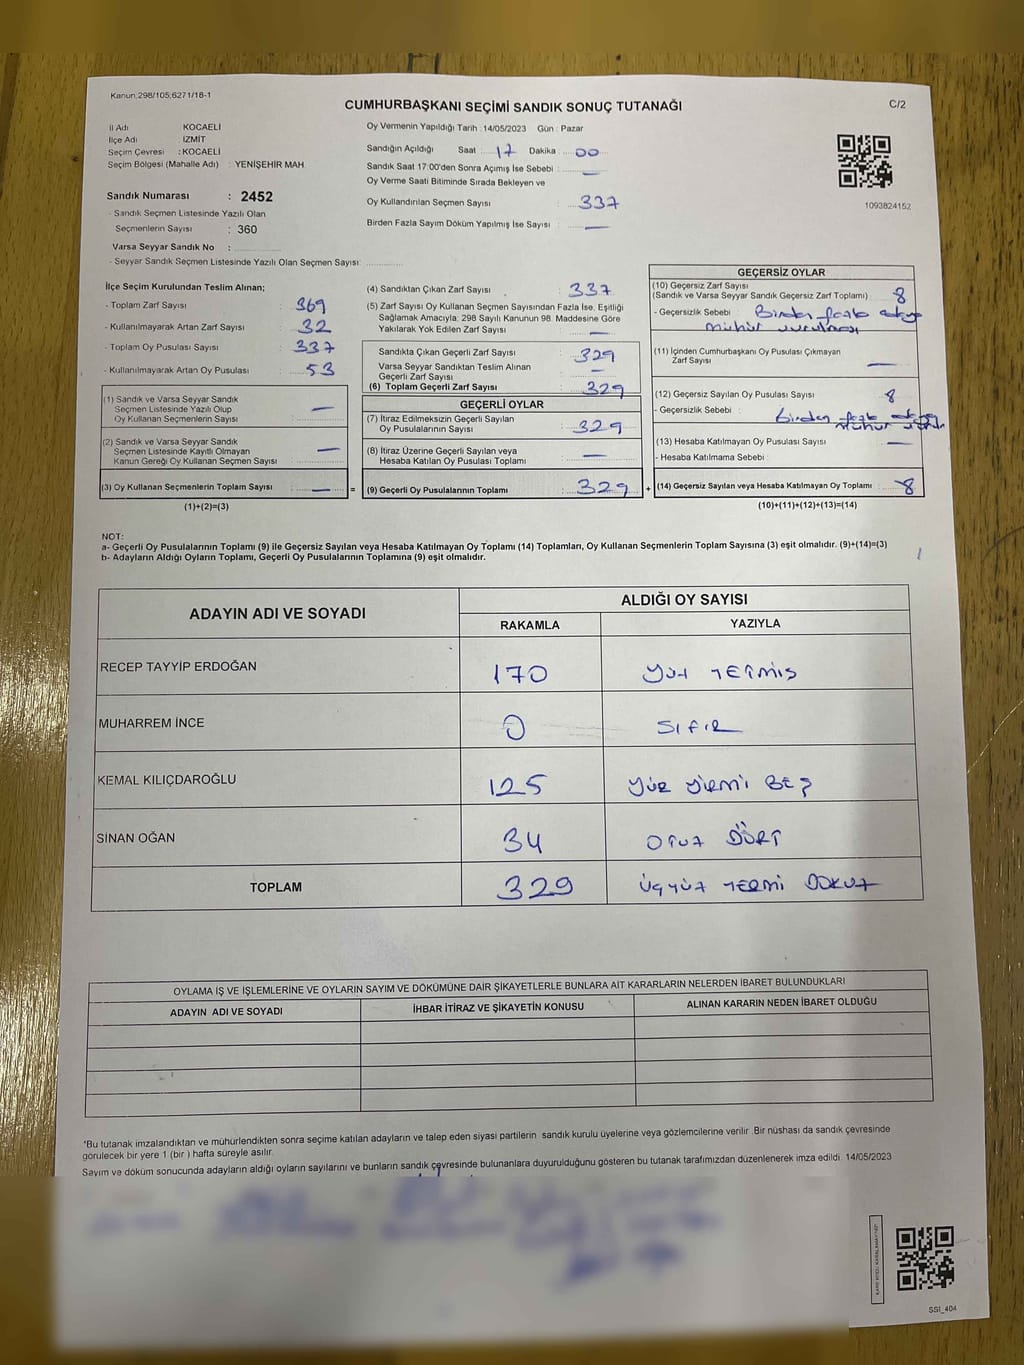 Kanun:298/105;6271/18-1
CUMHURBAŞKANI SEÇİMİ SANDIK SONUÇ TUTANAĞI
C/2
İl Adı KOCAELİ
İlçe Adı İZMİT
Seçim Çevresi : KOCAELİ
Seçim Bölgesi (Mahalle Adı) : YENİŞEHİR MAH.
Sandık Numarası : 2452
- Sandık Seçmen Listesinde Yazılı Olan
Seçmenlerin Sayısı : 360
Varsa Seyyar Sandık No :
- Seyyar Sandık Seçmen Listesinde Yazılı Olan Seçmen Sayısı:
Oy Vermenin Yapıldığı Tarih : 14/05/2023 Gün : Pazar
Sandığın Açıldığı Saat : 17 Dakika : 00
Sandık Saat 17:00'den Sonra Açımış İse Sebebi : —
Oy Verme Saati Bitiminde Sırada Bekleyen ve
Oy Kullandırılan Seçmen Sayısı : 337
Birden Fazla Sayım Döküm Yapılmış İse Sayısı : —
1093824152
İlçe Seçim Kurulundan Teslim Alınan;
- Toplam Zarf Sayısı : 369
- Kullanılmayarak Artan Zarf Sayısı : 32
- Toplam Oy Pusulası Sayısı : 337
- Kullanılmayarak Artan Oy Pusulası : 53
(1) Sandık ve Varsa Seyyar Sandık
Seçmen Listesinde Yazılı Olup
Oy Kullanan Seçmenlerin Sayısı : —
(2) Sandık ve Varsa Seyyar Sandık
Seçmen Listesinde Kayıtlı Olmayan
Kanun Gereği Oy Kullanan Seçmen Sayısı : —
(3) Oy Kullanan Seçmenlerin Toplam Sayısı : — =
(1)+(2)=(3)
(4) Sandıktan Çıkan Zarf Sayısı : 337
(5) Zarf Sayısı Oy Kullanan Seçmen Sayısından Fazla İse, Eşitliği
Sağlamak Amacıyla; 298 Sayılı Kanunun 98. Maddesine Göre
Yakılarak Yok Edilen Zarf Sayısı : —
Sandıkta Çıkan Geçerli Zarf Sayısı : 329
Varsa Seyyar Sandıktan Teslim Alınan
Geçerli Zarf Sayısı : —
(6) Toplam Geçerli Zarf Sayısı : 329
GEÇERLİ OYLAR
(7) İtiraz Edilmeksizin Geçerli Sayılan
Oy Pusulalarının Sayısı : 329
(8) İtiraz Üzerine Geçerli Sayılan veya
Hesaba Katılan Oy Pusulası Toplamı : —
(9) Geçerli Oy Pusulalarının Toplamı : 329 +
GEÇERSİZ OYLAR
(10) Geçersiz Zarf Sayısı
(Sandık ve Varsa Seyyar Sandık Geçersiz Zarf Toplamı) : 8
- Geçersizlik Sebebi : Birden fazla adaya
mühür vurulması
(11) İçinden Cumhurbaşkanı Oy Pusulası Çıkmayan
Zarf Sayısı : —
(12) Geçersiz Sayılan Oy Pusulası Sayısı : 8
- Geçersizlik Sebebi : Birden fazla
mühür
(13) Hesaba Katılmayan Oy Pusulası Sayısı : —
- Hesaba Katılmama Sebebi :
(14) Geçersiz Sayılan veya Hesaba Katılmayan Oy Toplamı : 8
(10)+(11)+(12)+(13)=(14)
NOT:
a- Geçerli Oy Pusulalarının Toplamı (9) ile Geçersiz Sayılan veya Hesaba Katılmayan Oy Toplamı (14) Toplamları, Oy Kullanan Seçmenlerin Toplam Sayısına (3) eşit olmalıdır. (9)+(14)=(3)
b- Adayların Aldığı Oyların Toplamı, Geçerli Oy Pusulalarının Toplamına (9) eşit olmalıdır.
ADAYIN ADI VE SOYADI
ALDIĞI OY SAYISI
RAKAMLA YAZIYLA
RECEP TAYYİP ERDOĞAN 170 YÜZ YETMİŞ
MUHARREM İNCE 0 SIFIR
KEMAL KILIÇDAROĞLU 125 YÜZ YİRMİ BEŞ
SİNAN OĞAN 34 OTUZ DÖRT
TOPLAM 329 ÜÇYÜZ YERMİ DOKUZ
OYLAMA İŞ VE İŞLEMLERİNE VE OYLARIN SAYIM VE DÖKÜMÜNE DAİR ŞİKAYETLERLE BUNLARA AİT KARARLARIN NELERDEN İBARET BULUNDUKLARI
ADAYIN ADI VE SOYADI İHBAR İTİRAZ VE ŞİKAYETİN KONUSU ALINAN KARARIN NEDEN İBARET OLDUĞU
*Bu tutanak imzalandıktan ve mühürlendikten sonra seçime katılan adayların ve talep eden siyasi partilerin sandık kurulu üyelerine veya gözlemcilerine verilir. Bir nüshası da sandık çevresinde
görülecek bir yere 1 (bir ) hafta süreyle asılır.
Sayım ve döküm sonucunda adayların aldığı oyların sayılarını ve bunların sandık çevresinde bulunanlara duyurulduğunu gösteren bu tutanak tarafımızdan düzenlenerek imza edildi. 14/05/2023
SSI_404